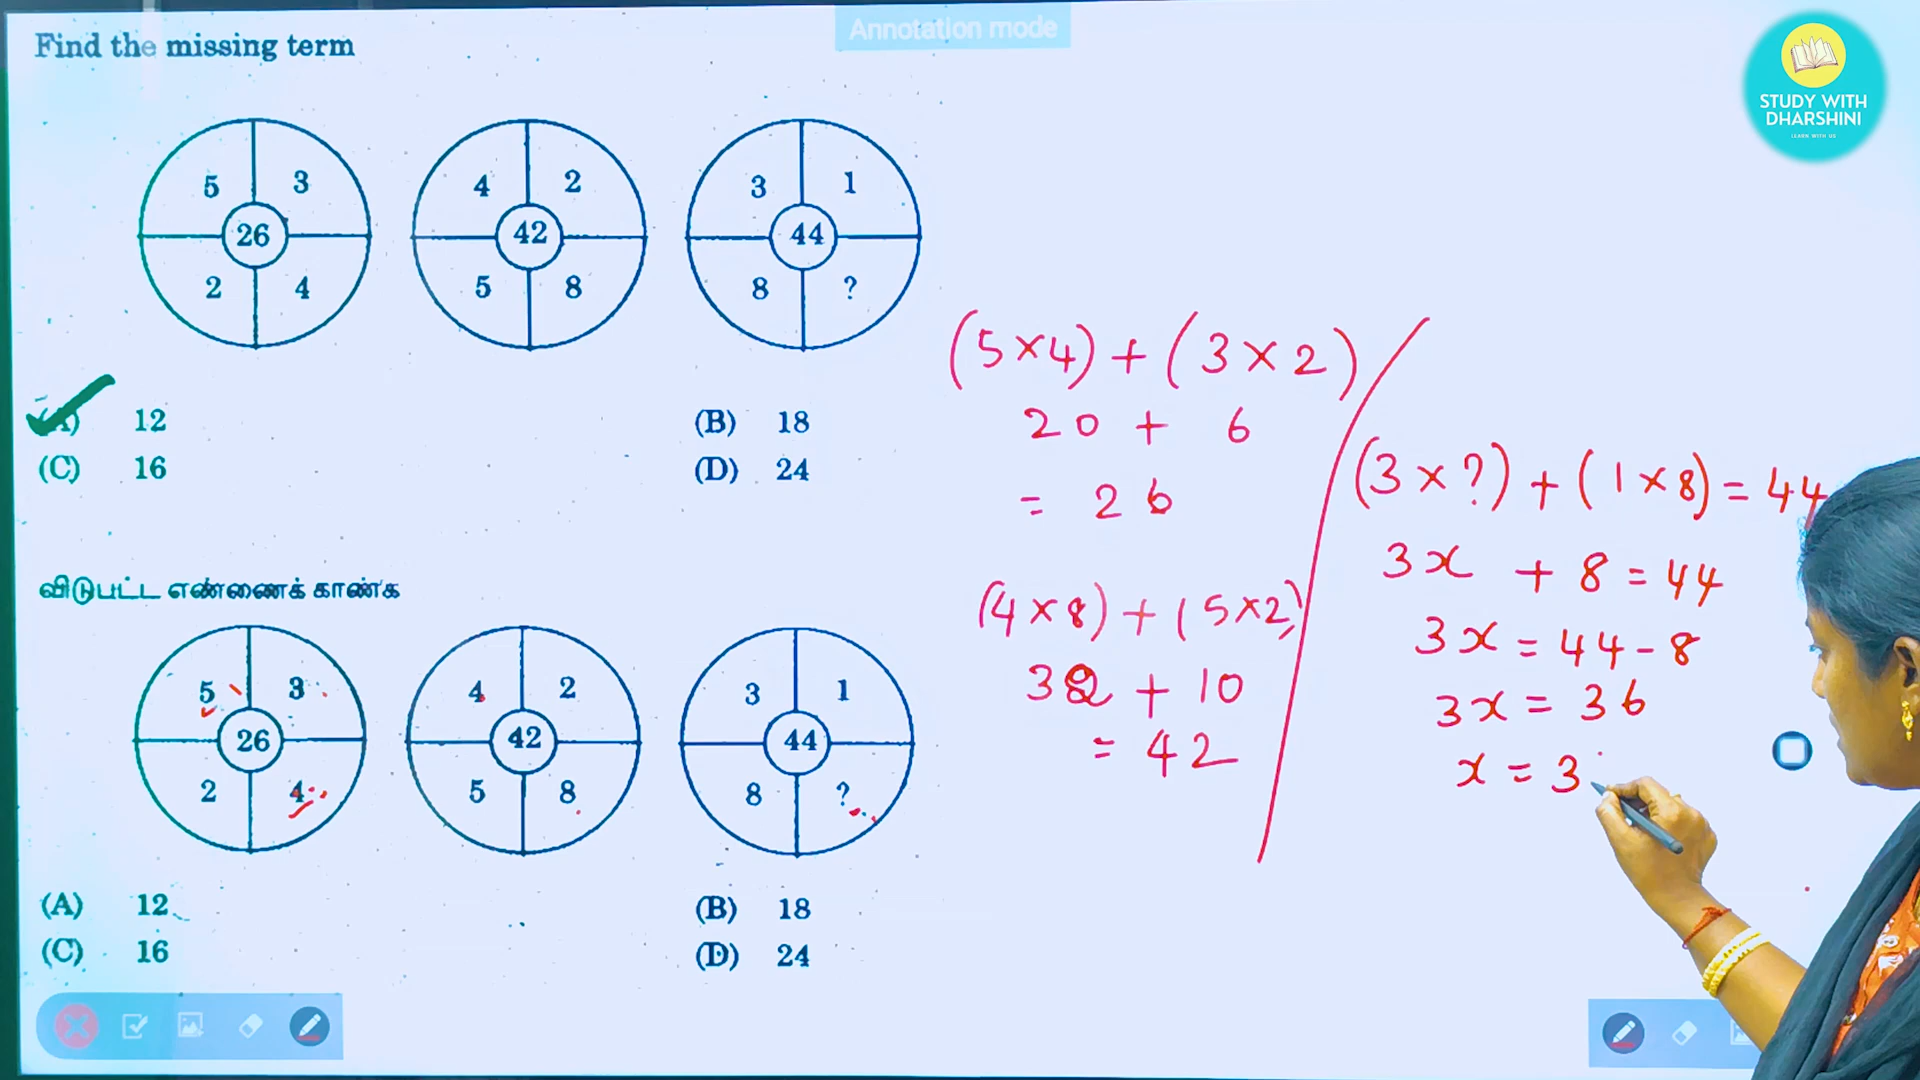 Annotation mode
Find the missing term
STUDY WITH
DHARSHINI
LEARN WITH US
5 3
26
2 4
4 2
42
5 8
3 1
44
8 ?
12
(B) 18
(C) 16
(D) 24
(5×4) + (3×2)
20 + 6
= 26
(4×8) + (5×2)
32 + 10
= 42
(3×?) + (1×8) = 44
3x + 8 = 44
3x = 44-8
3x = 36
x = 3
விடுபட்ட எண்ணைக் காண்க
5 3
26
2 4
4 2
42
5 8
3 1
44
8 ?
(A) 12
(B) 18
(C) 16
(D) 24